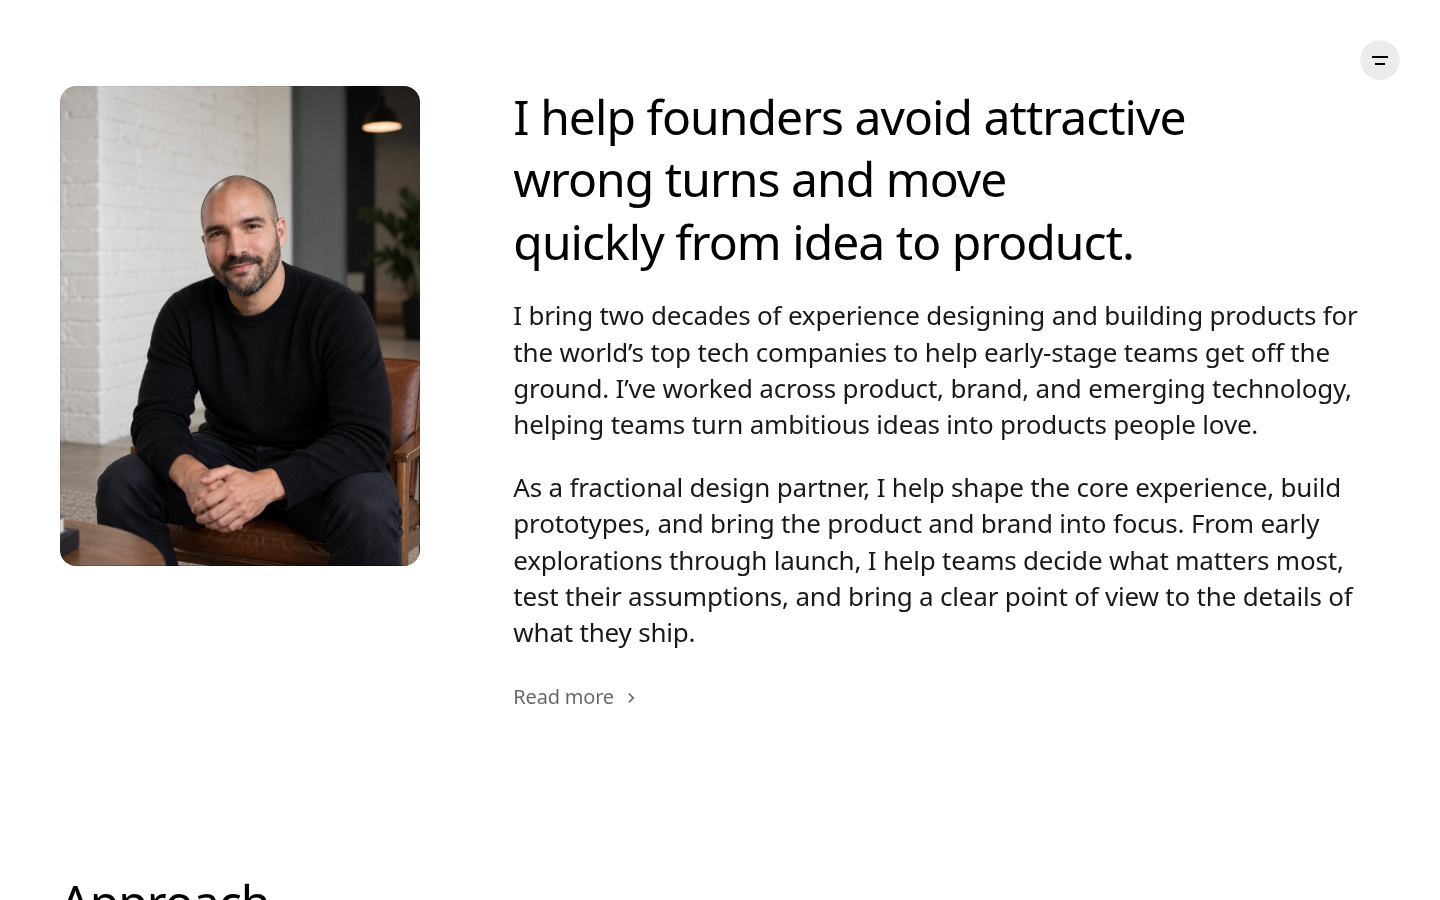 I help founders avoid attractive
wrong turns and move
quickly from idea to product.
I bring two decades of experience designing and building products for
the world’s top tech companies to help early-stage teams get off the
ground. I’ve worked across product, brand, and emerging technology,
helping teams turn ambitious ideas into products people love.
As a fractional design partner, I help shape the core experience, build
prototypes, and bring the product and brand into focus. From early
explorations through launch, I help teams decide what matters most,
test their assumptions, and bring a clear point of view to the details of
what they ship.
Read more
Approach